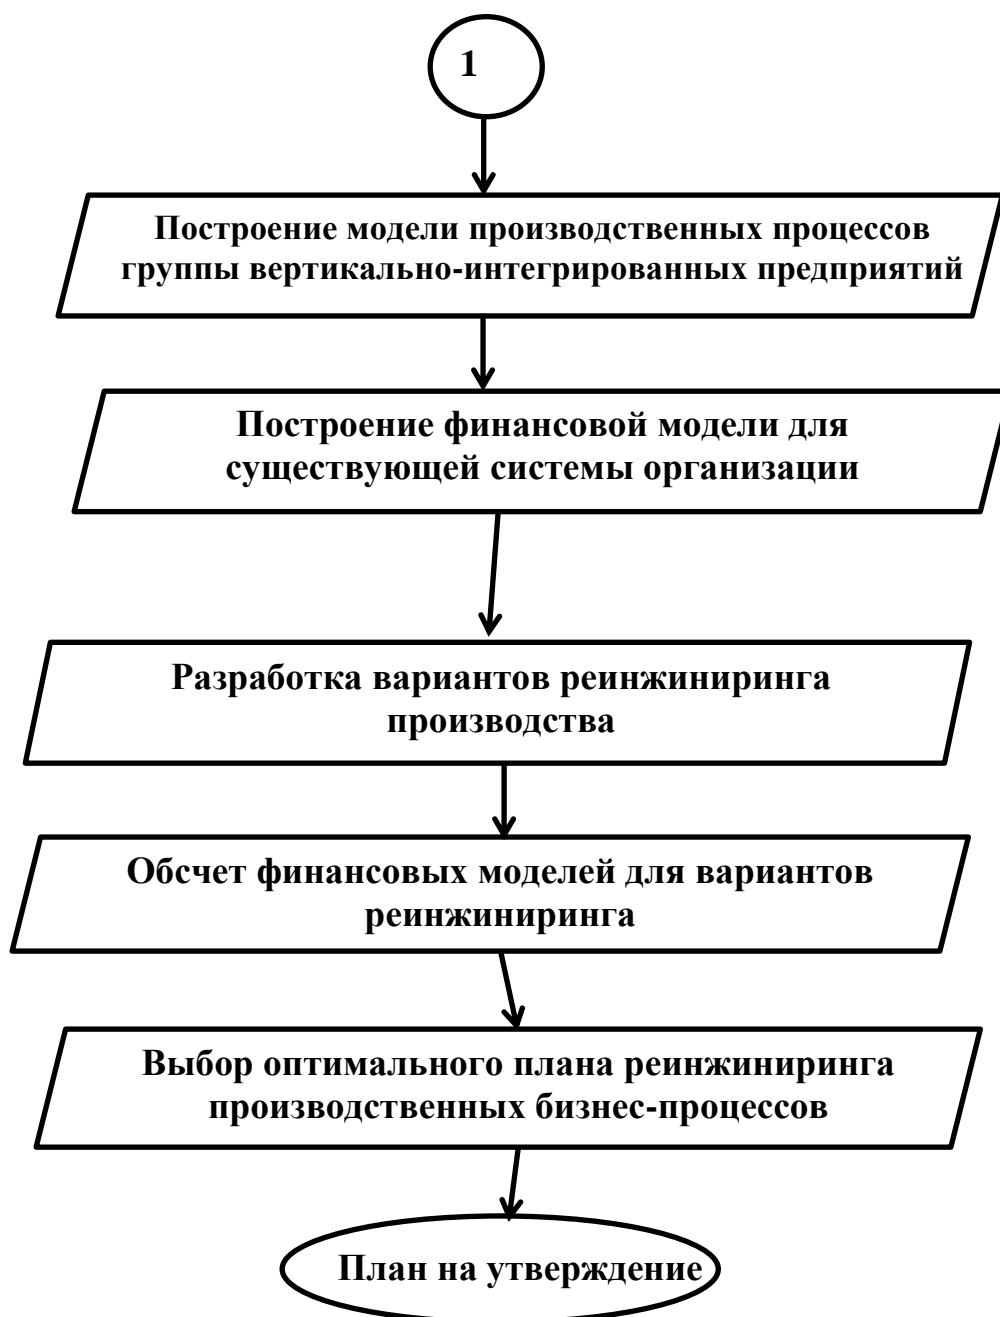 1
Построение модели производственных процессов
группы вертикально-интегрированных предприятий
Построение финансовой модели для
существующей системы организации
Разработка вариантов реинжиниринга
производства
Обсчет финансовых моделей для вариантов
реинжиниринга
Выбор оптимального плана реинжиниринга
производственных бизнес-процессов
План на утверждение